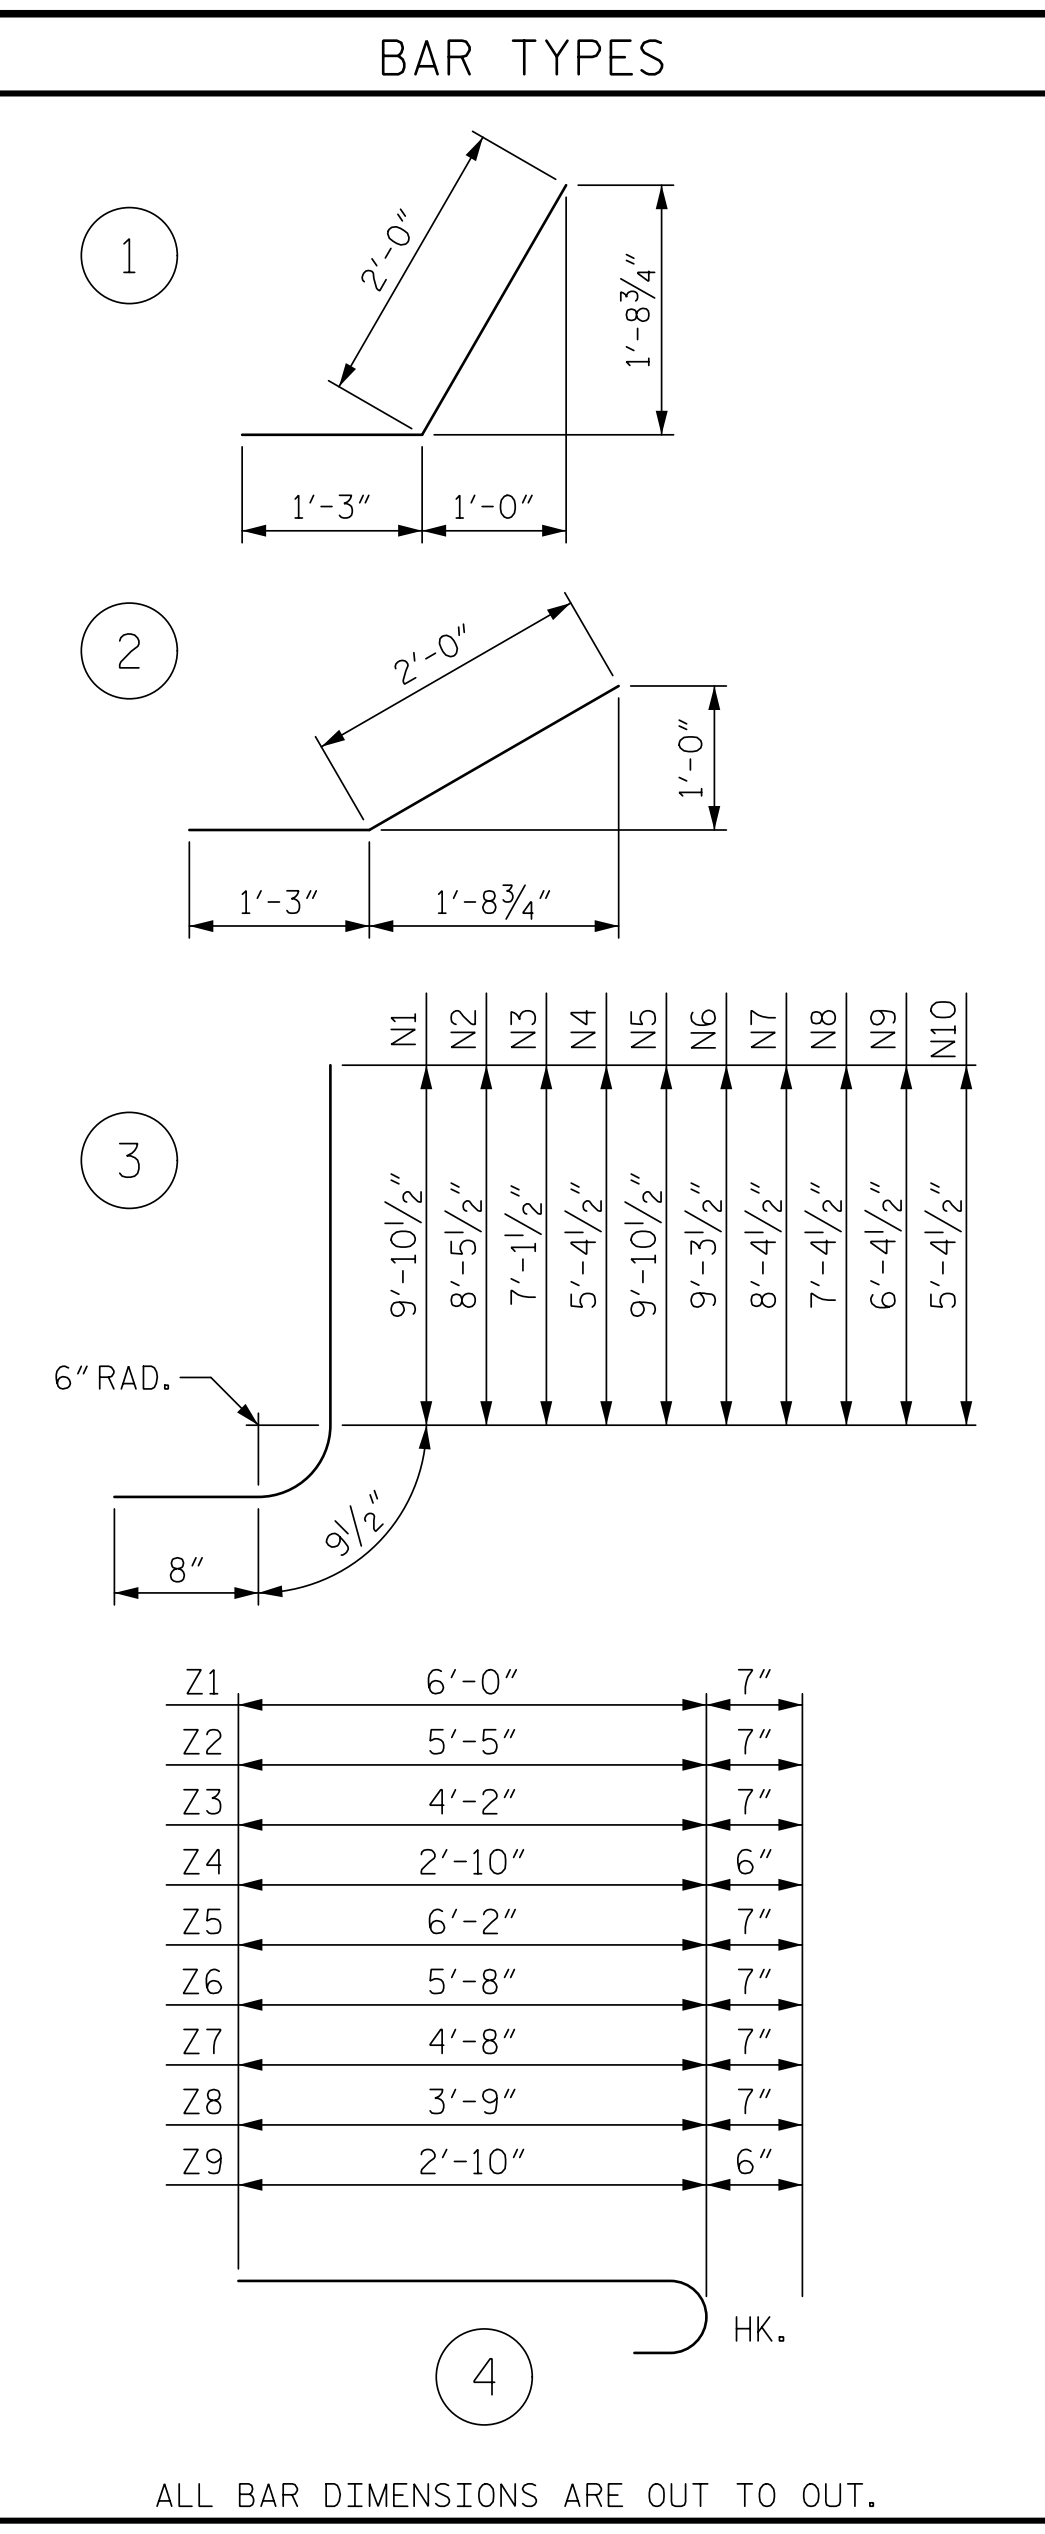 BAR TYPES
1
2'-0"
1'-8¾"
1'-3" 1'-0"
2
2'-0"
1'-0"
1'-3" 1'-8¾"
N1 N2 N3 N4 N5 N6 N7 N8 N9 N10
3
9'-10½" 8'-5½" 7'-1½" 5'-4½" 9'-10½" 9'-3½" 8'-4½" 7'-4½" 6'-4½" 5'-4½"
6" RAD.
9½"
8"
Z1 6'-0" 7"
Z2 5'-5" 7"
Z3 4'-2" 7"
Z4 2'-10" 6"
Z5 6'-2" 7"
Z6 5'-8" 7"
Z7 4'-8" 7"
Z8 3'-9" 7"
Z9 2'-10" 6"
HK.
4
ALL BAR DIMENSIONS ARE OUT TO OUT.